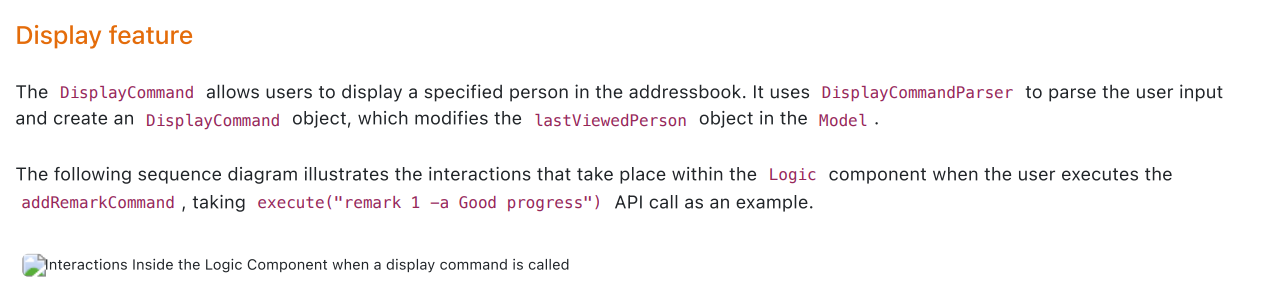 Display feature
The DisplayCommand allows users to display a specified person in the addressbook. It uses DisplayCommandParser to parse the user input
and create an DisplayCommand object, which modifies the lastViewedPerson object in the Model .
The following sequence diagram illustrates the interactions that take place within the Logic component when the user executes the
addRemarkCommand , taking execute("remark 1 -a Good progress") API call as an example.
Interactions Inside the Logic Component when a display command is called